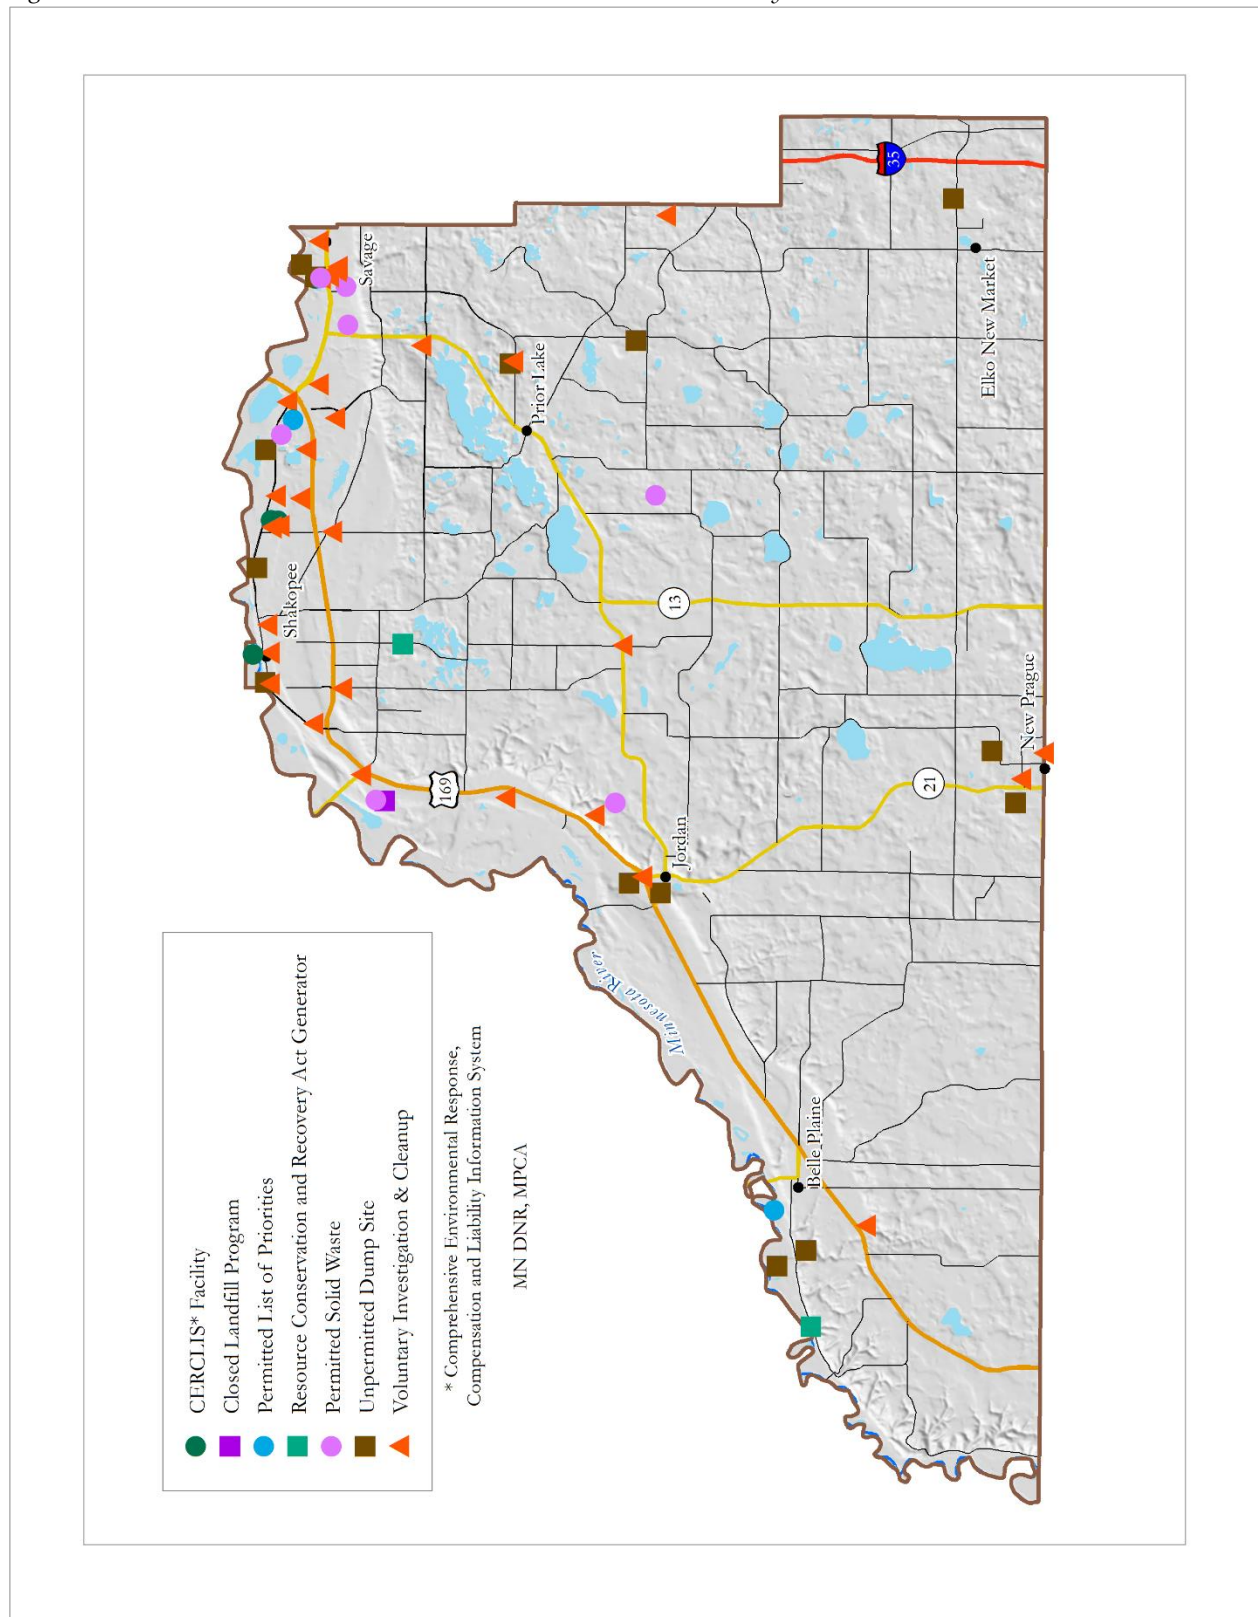 CERCLIS* Facility
Closed Landfill Program
Permitted List of Priorities
Resource Conservation and Recovery Act Generator
Permitted Solid Waste
Unpermitted Dump Site
Voluntary Investigation & Cleanup
* Comprehensive Environmental Response,
Compensation and Liability Information System
MN DNR, MPCA
Shakopee
Savage
Prior Lake
169
Jordan
Minnesota River
13
35
Belle Plaine
21
New Prague
Elko New Market